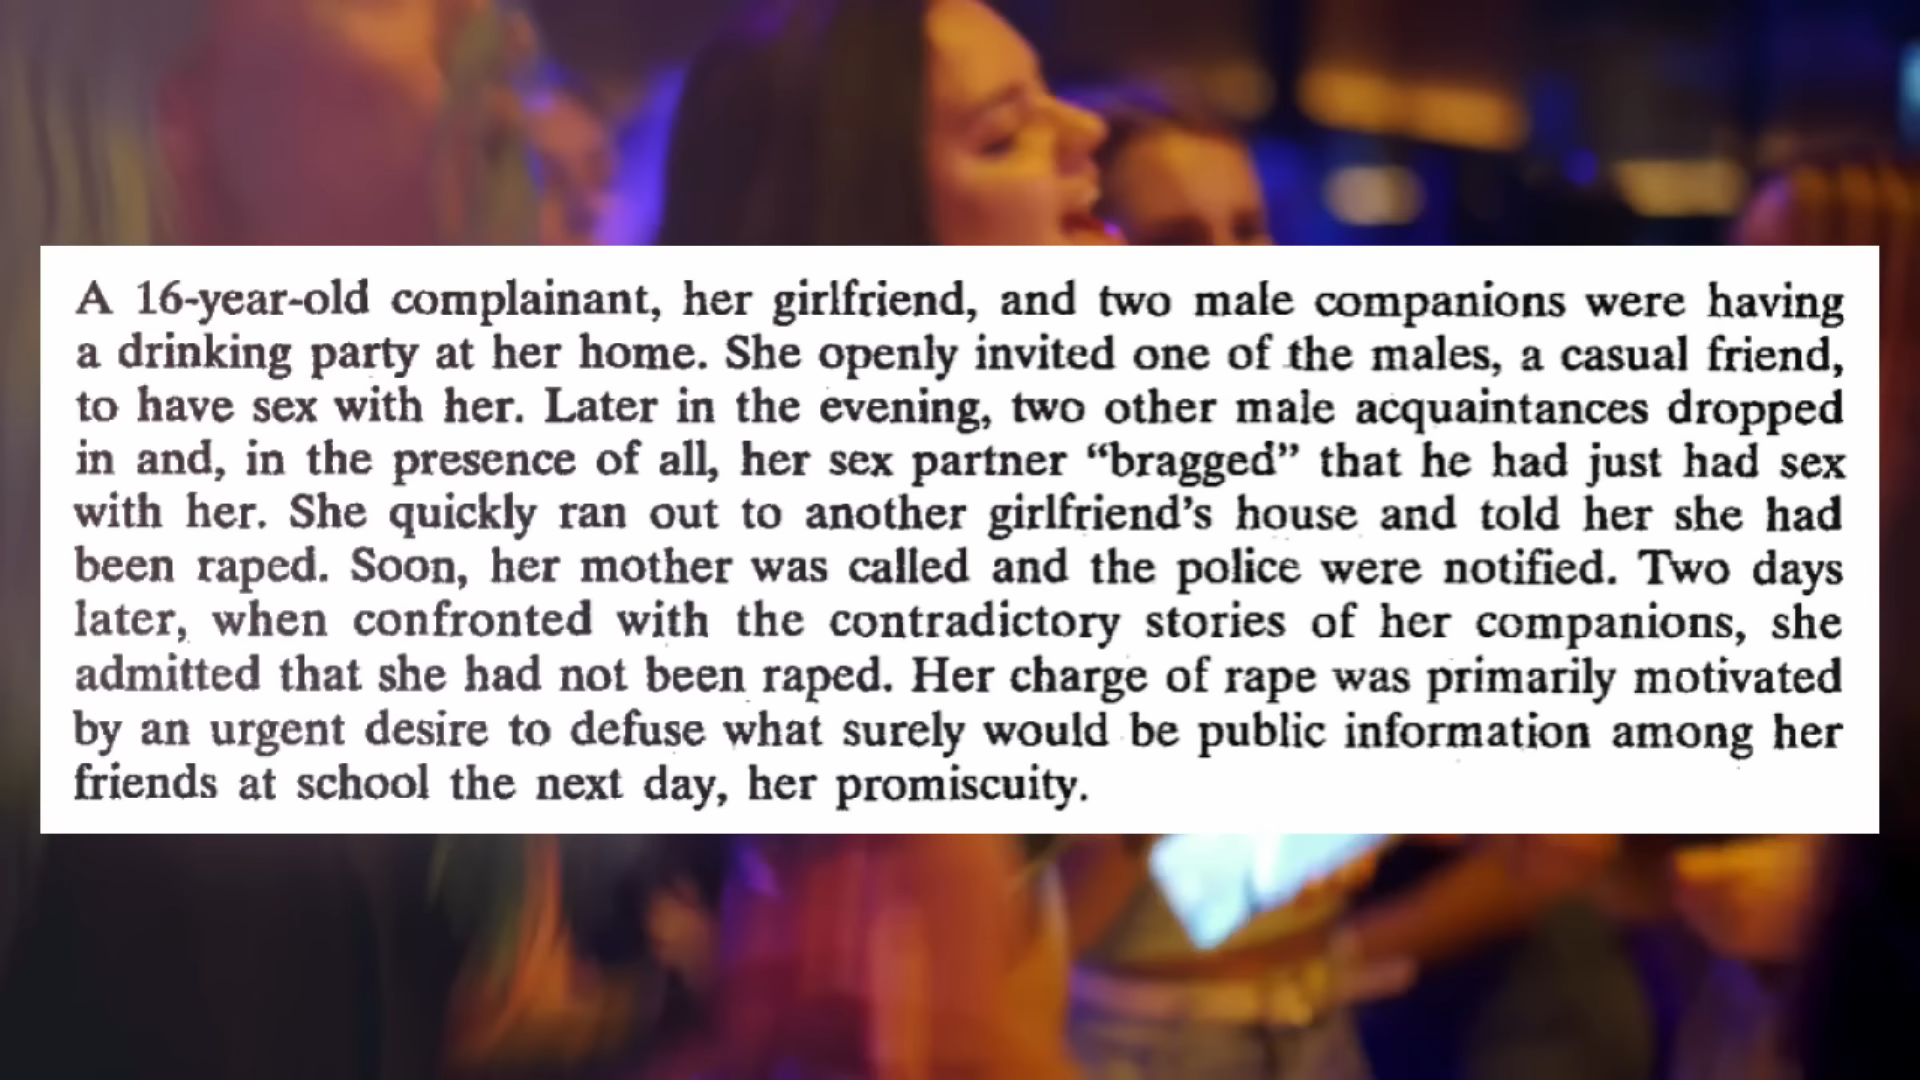 A 16-year-old complainant, her girlfriend, and two male companions were having
a drinking party at her home. She openly invited one of the males, a casual friend,
to have sex with her. Later in the evening, two other male acquaintances dropped
in and, in the presence of all, her sex partner “bragged” that he had just had sex
with her. She quickly ran out to another girlfriend’s house and told her she had
been raped. Soon, her mother was called and the police were notified. Two days
later, when confronted with the contradictory stories of her companions, she
admitted that she had not been raped. Her charge of rape was primarily motivated
by an urgent desire to defuse what surely would be public information among her
friends at school the next day, her promiscuity.